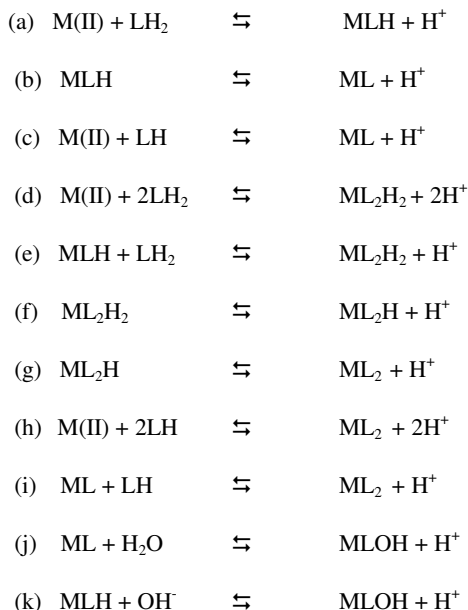 (a) M(II) + LH₂ ⇆ MLH + H⁺
(b) MLH ⇆ ML + H⁺
(c) M(II) + LH ⇆ ML + H⁺
(d) M(II) + 2LH₂ ⇆ ML₂H₂ + 2H⁺
(e) MLH + LH₂ ⇆ ML₂H₂ + H⁺
(f) ML₂H₂ ⇆ ML₂H + H⁺
(g) ML₂H ⇆ ML₂ + H⁺
(h) M(II) + 2LH ⇆ ML₂ + 2H⁺
(i) ML + LH ⇆ ML₂ + H⁺
(j) ML + H₂O ⇆ MLOH + H⁺
(k) MLH + OH⁻ ⇆ MLOH + H⁺